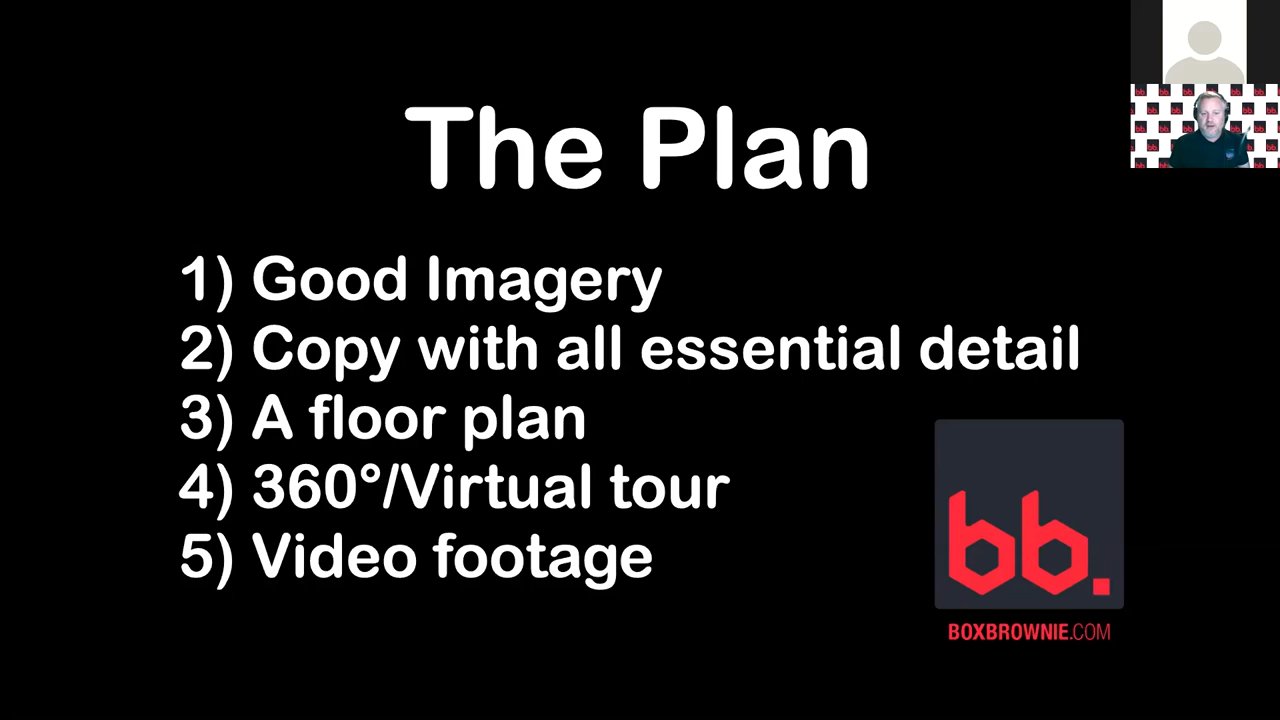 The Plan
1) Good Imagery
2) Copy with all essential detail
3) A floor plan
4) 360°/Virtual tour
5) Video footage
bb.
BOXBROWNIE.COM